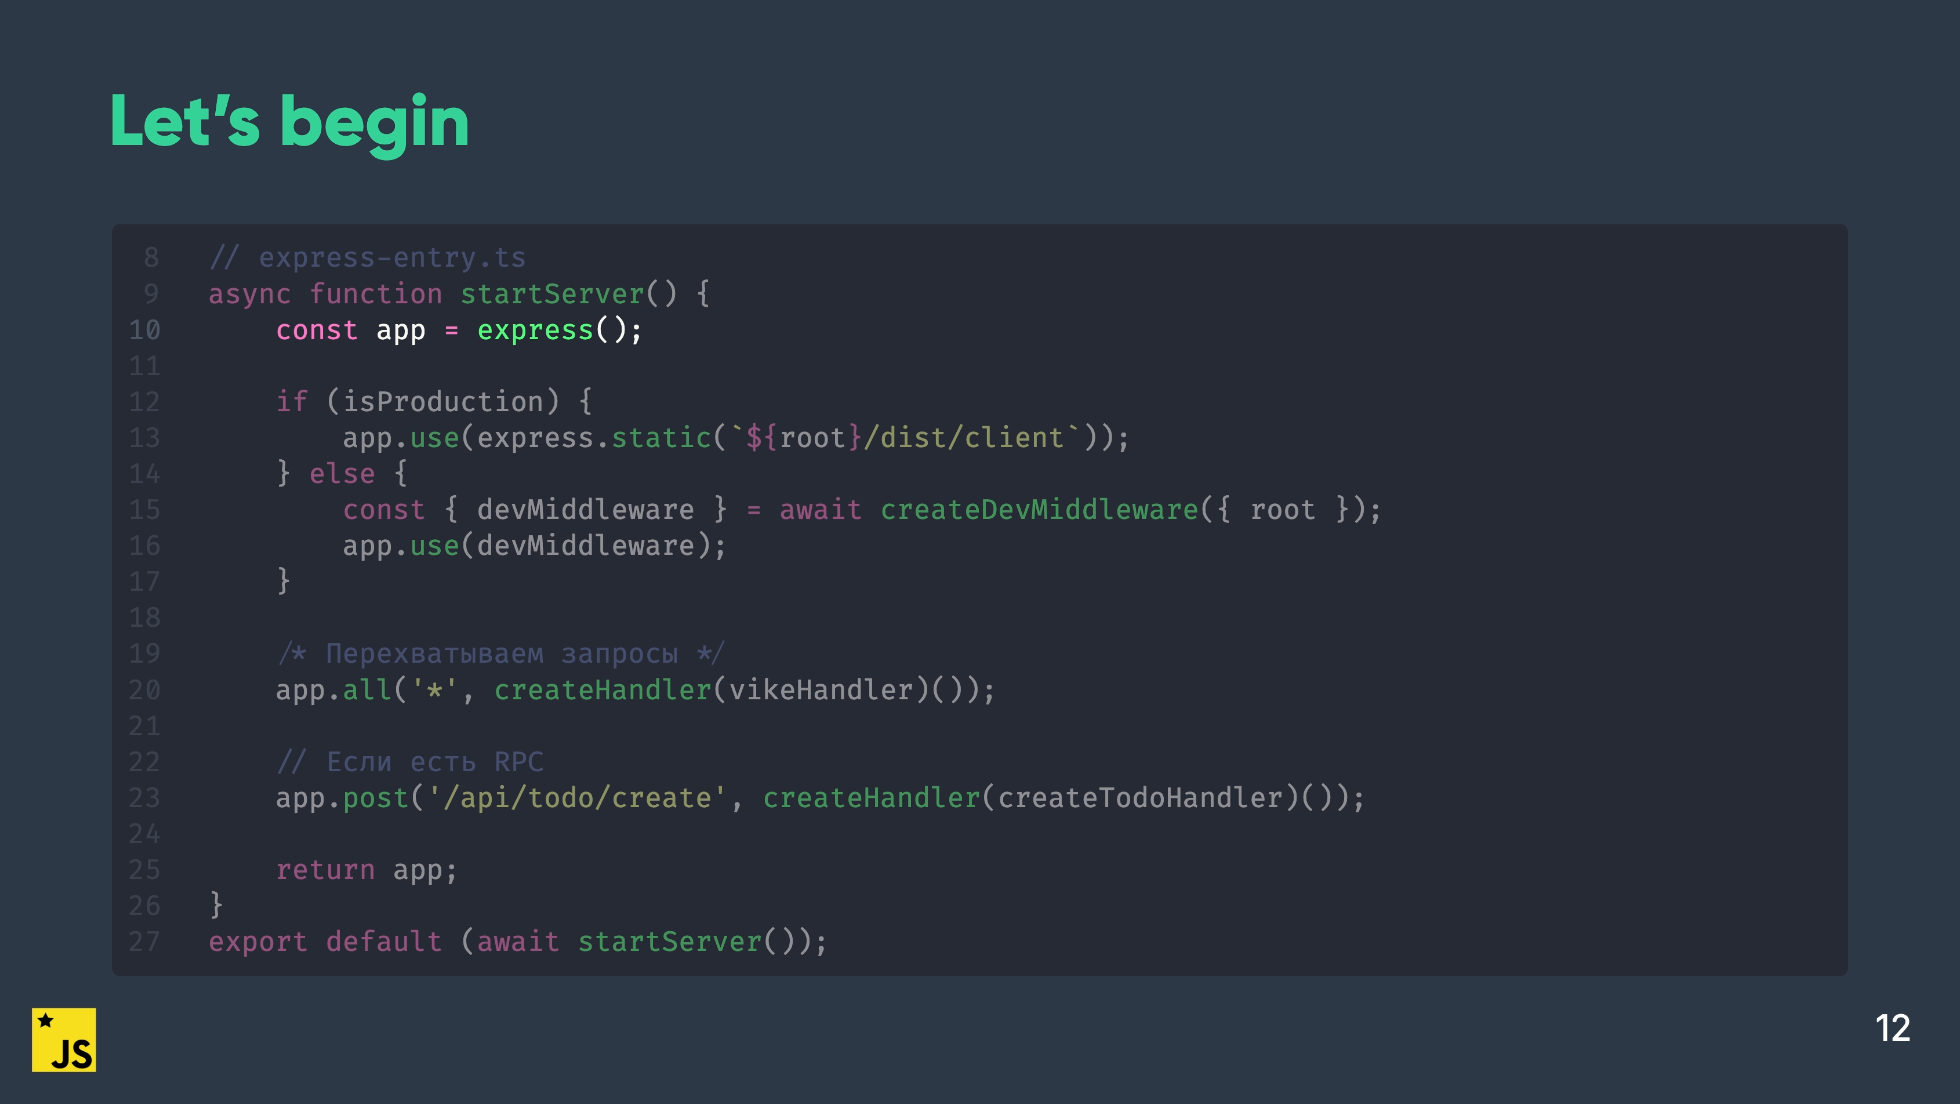 Let’s begin
8 // express-entry.ts
9 async function startServer() {
10     const app = express();
11
12     if (isProduction) {
13         app.use(express.static(`${root}/dist/client`));
14     } else {
15         const { devMiddleware } = await createDevMiddleware({ root });
16         app.use(devMiddleware);
17     }
18
19     /* Перехватываем запросы */
20     app.all('*', createHandler(vikeHandler)());
21
22     // Если есть RPC
23     app.post('/api/todo/create', createHandler(createTodoHandler)());
24
25     return app;
26 }
27 export default (await startServer());
JS
12